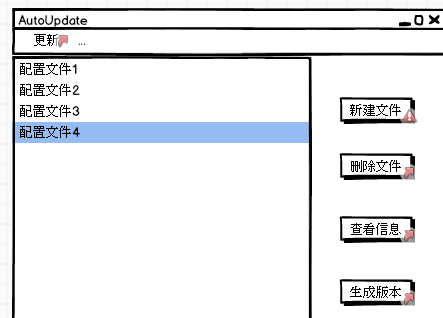 AutoUpdate
更新 ...
配置文件1
配置文件2
配置文件3
配置文件4
新建文件
删除文件
查看信息
生成版本